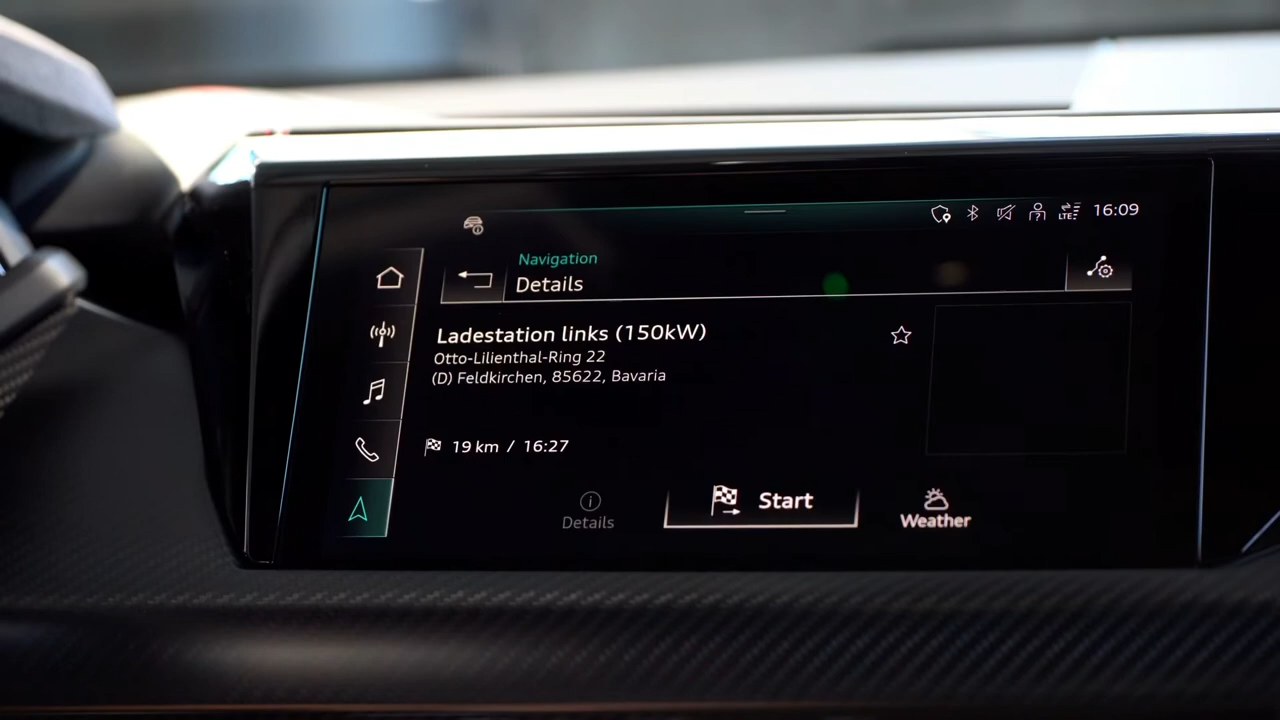 LTE 16:09
Navigation
Details
Ladestation links (150kW)
Otto-Lilienthal-Ring 22
(D) Feldkirchen, 85622, Bavaria
19 km / 16:27
Details
Start
Weather